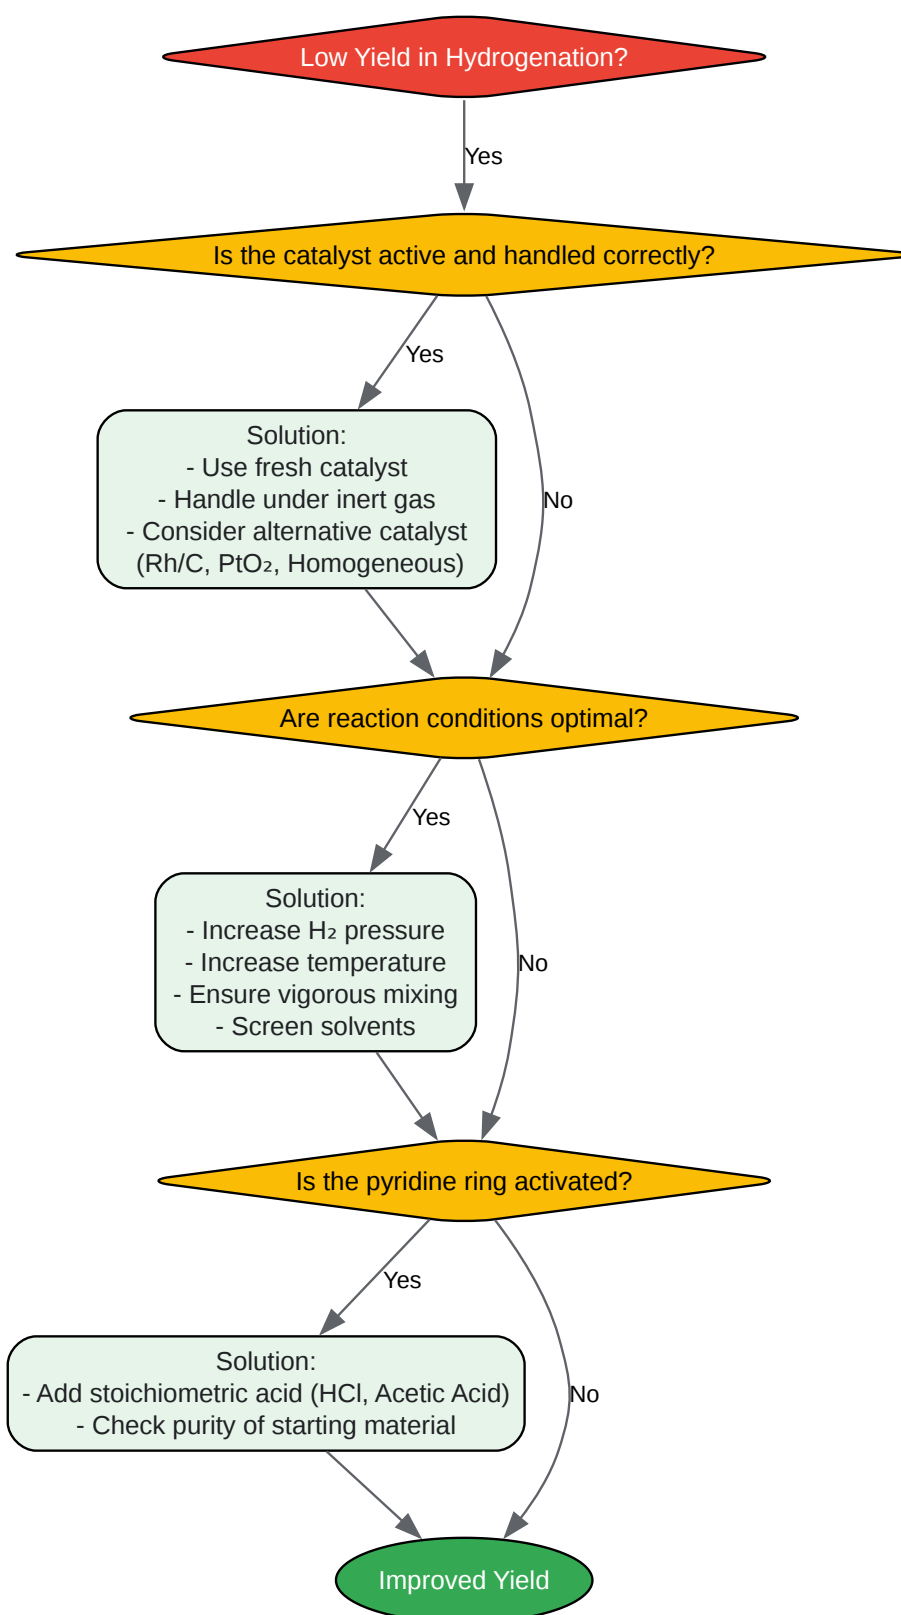 Low Yield in Hydrogenation?
Yes
Is the catalyst active and handled correctly?
Yes
Solution:
- Use fresh catalyst
- Handle under inert gas
- Consider alternative catalyst
(Rh/C, PtO₂, Homogeneous)
No
Are reaction conditions optimal?
Yes
Solution:
- Increase H₂ pressure
- Increase temperature
- Ensure vigorous mixing
- Screen solvents
No
Is the pyridine ring activated?
Yes
Solution:
- Add stoichiometric acid (HCl, Acetic Acid)
- Check purity of starting material
No
Improved Yield